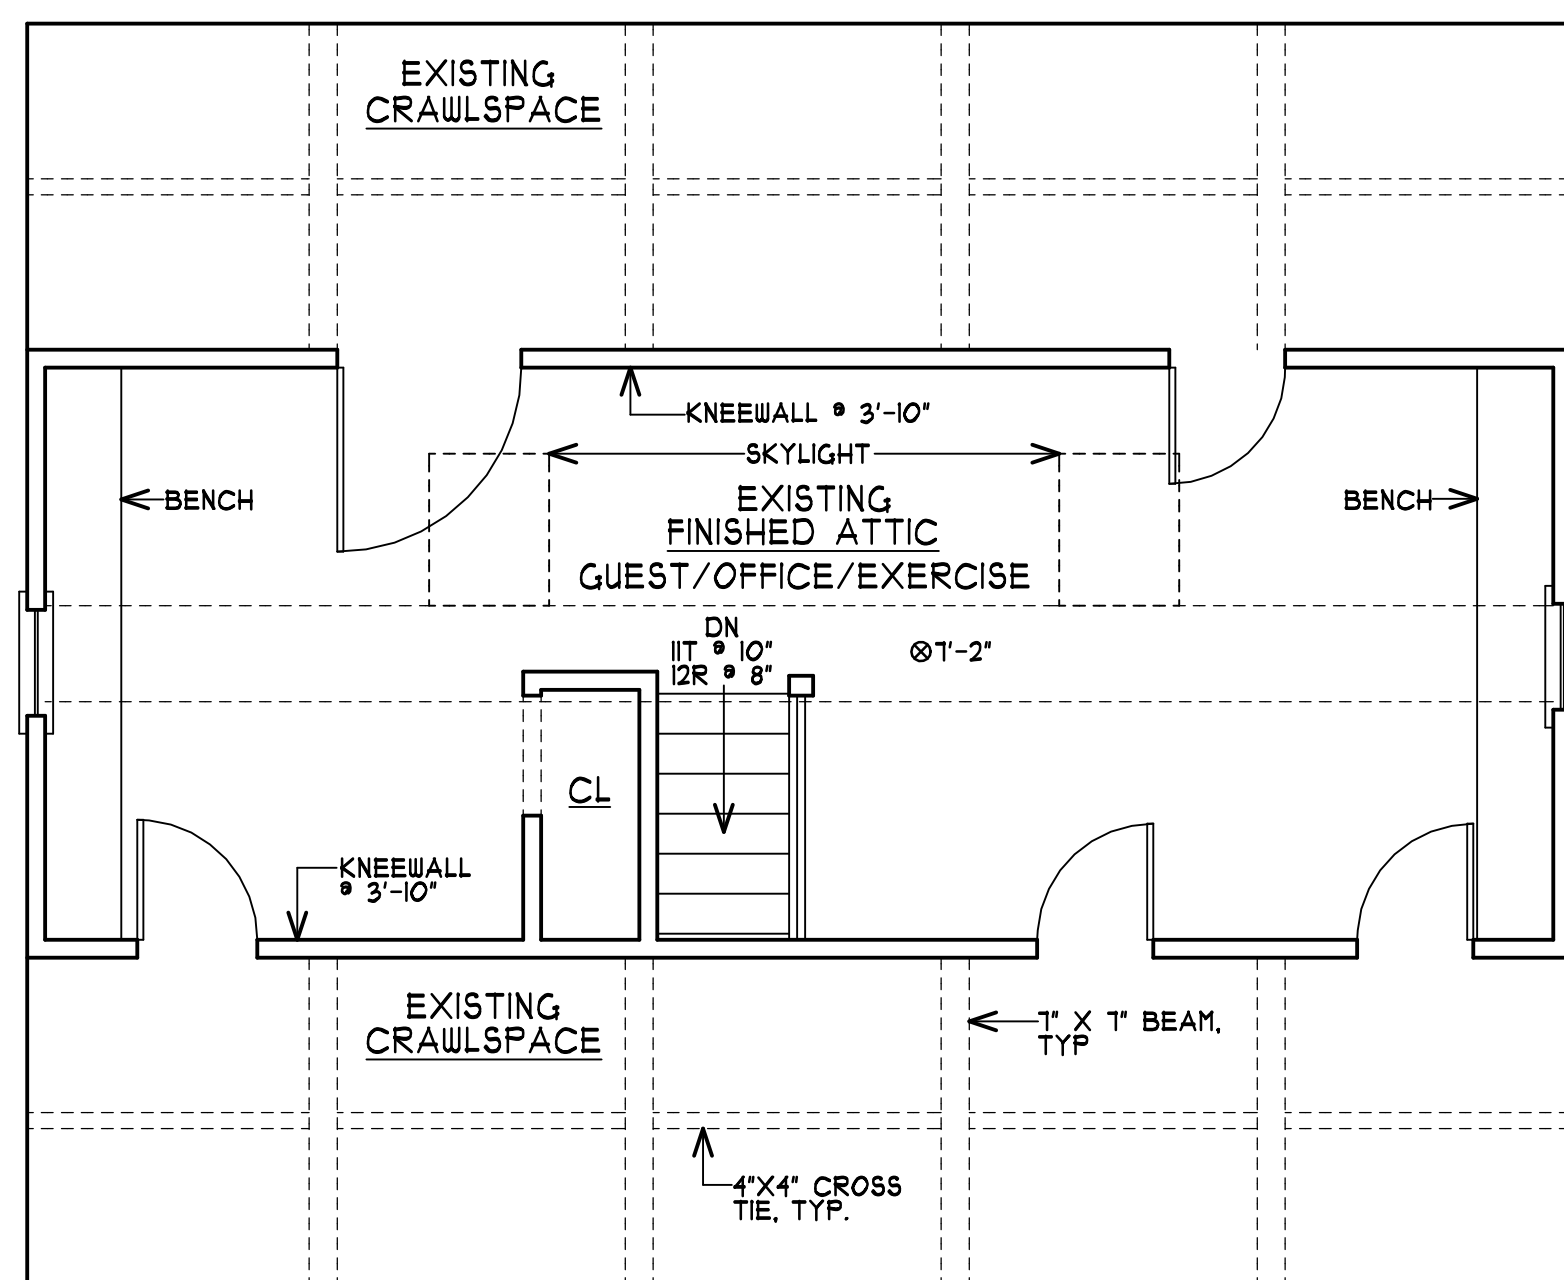 EXISTING
CRAWLSPACE
KNEEWALL @ 3'-10"
SKYLIGHT
BENCH
EXISTING
FINISHED ATTIC
GUEST/OFFICE/EXERCISE
BENCH
DN
11T @ 10"
12R @ 8"
7'-2"
CL
KNEEWALL
@ 3'-10"
EXISTING
CRAWLSPACE
7" X 7" BEAM,
TYP
4"X4" CROSS
TIE, TYP.